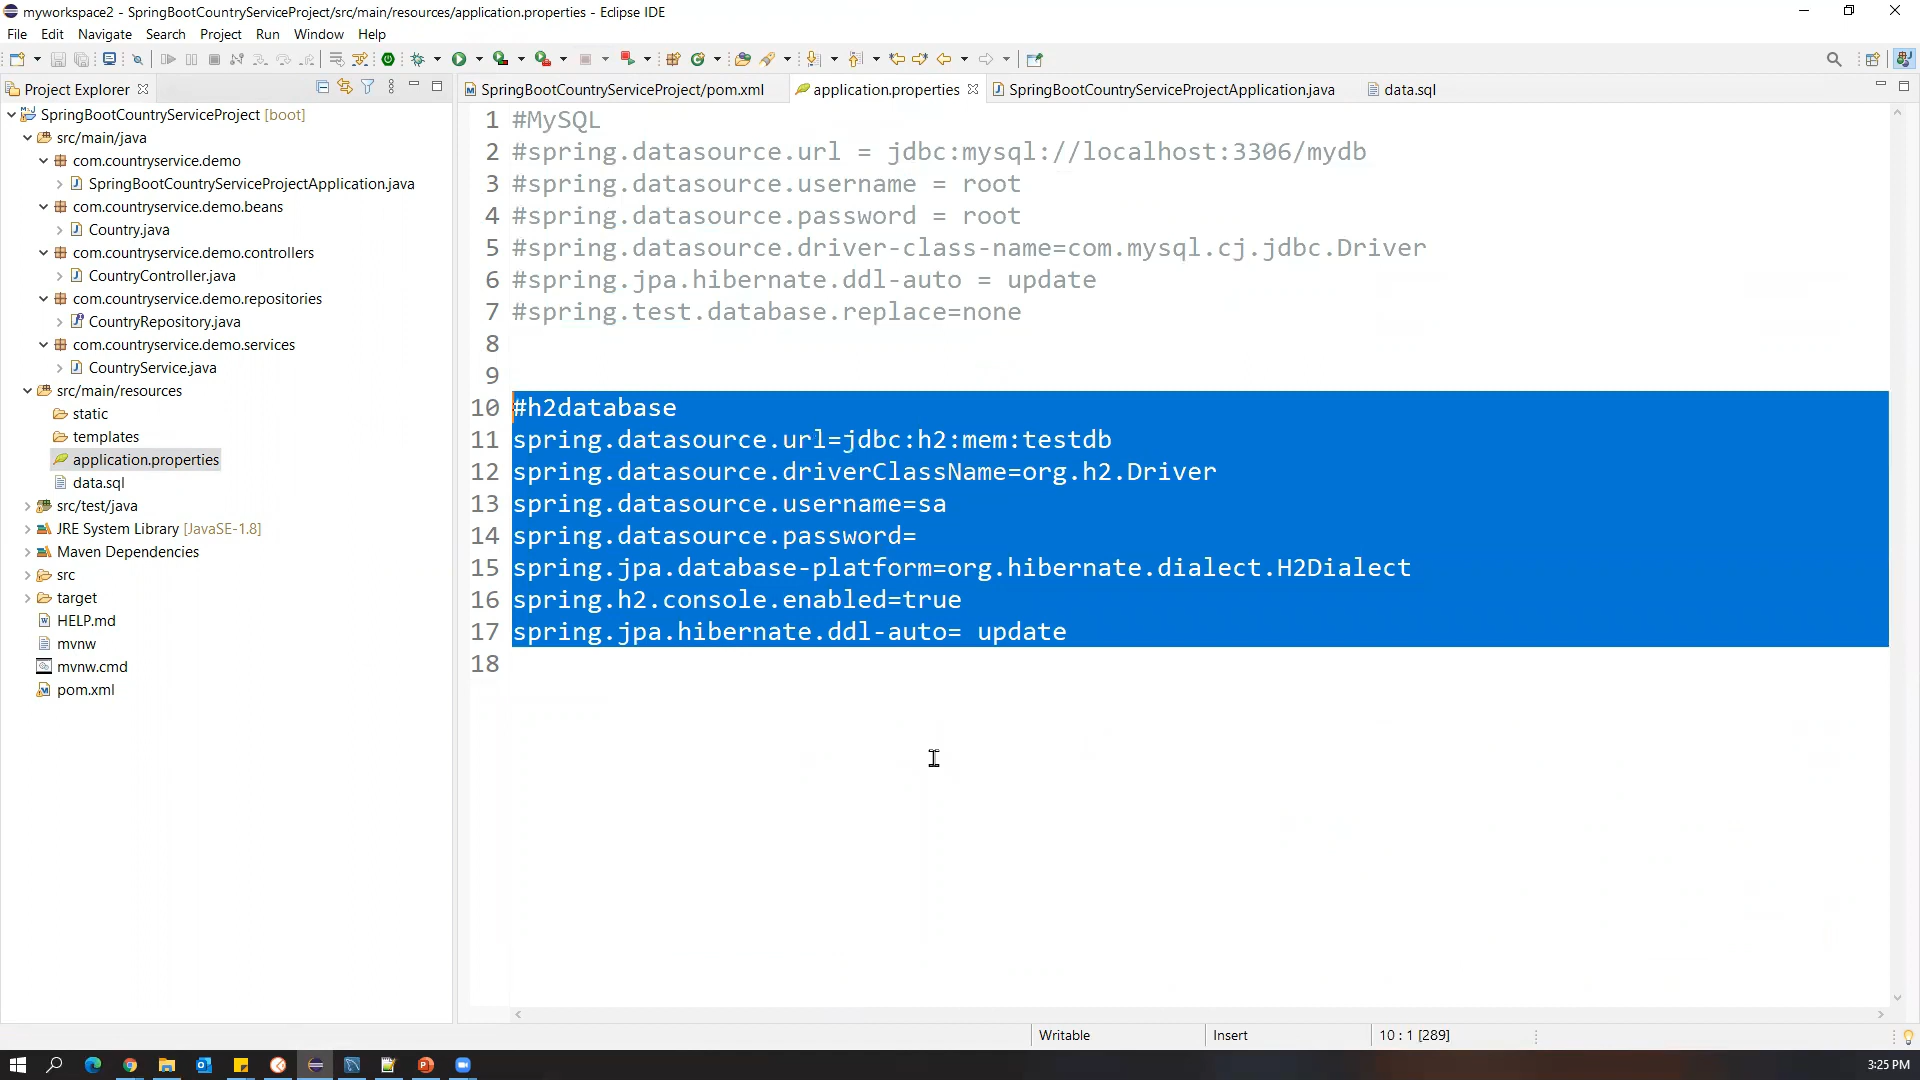 myworkspace2 - SpringBootCountryServiceProject/src/main/resources/application.properties - Eclipse IDE
File Edit Navigate Search Project Run Window Help
Project Explorer
SpringBootCountryServiceProject/pom.xml
application.properties
SpringBootCountryServiceProjectApplication.java
data.sql
SpringBootCountryServiceProject [boot]
src/main/java
com.countryservice.demo
SpringBootCountryServiceProjectApplication.java
com.countryservice.demo.beans
Country.java
com.countryservice.demo.controllers
CountryController.java
com.countryservice.demo.repositories
CountryRepository.java
com.countryservice.demo.services
CountryService.java
src/main/resources
static
templates
application.properties
data.sql
src/test/java
JRE System Library [JavaSE-1.8]
Maven Dependencies
src
target
HELP.md
mvnw
mvnw.cmd
pom.xml
1 #MySQL
2 #spring.datasource.url = jdbc:mysql://localhost:3306/mydb
3 #spring.datasource.username = root
4 #spring.datasource.password = root
5 #spring.datasource.driver-class-name=com.mysql.cj.jdbc.Driver
6 #spring.jpa.hibernate.ddl-auto = update
7 #spring.test.database.replace=none
8
9
10 #h2database
11 spring.datasource.url=jdbc:h2:mem:testdb
12 spring.datasource.driverClassName=org.h2.Driver
13 spring.datasource.username=sa
14 spring.datasource.password=
15 spring.jpa.database-platform=org.hibernate.dialect.H2Dialect
16 spring.h2.console.enabled=true
17 spring.jpa.hibernate.ddl-auto= update
18
Writable Insert 10 : 1 [289]
3:25 PM